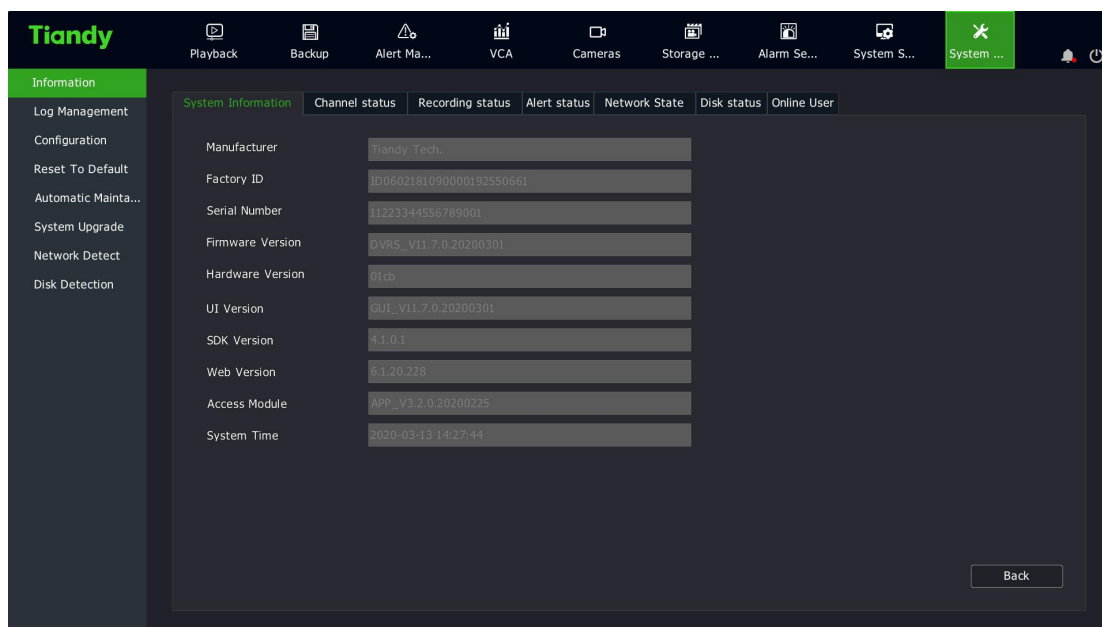 Tiandy
Playback
Backup
Alert Ma...
VCA
Cameras
Storage ...
Alarm Se...
System S...
System ...
Information
Log Management
Configuration
Reset To Default
Automatic Mainta...
System Upgrade
Network Detect
Disk Detection
System Information
Channel status
Recording status
Alert status
Network State
Disk status
Online User
Manufacturer Tiandy Tech.
Factory ID ID0602181090000192550661
Serial Number 11223344556789001
Firmware Version DVRS_V11.7.0.20200301
Hardware Version 01cb
UI Version GUI_V11.7.0.20200301
SDK Version 4.1.0.1
Web Version 6.1.20.228
Access Module APP_V3.2.0.20200225
System Time 2020-03-13 14:27:44
Back